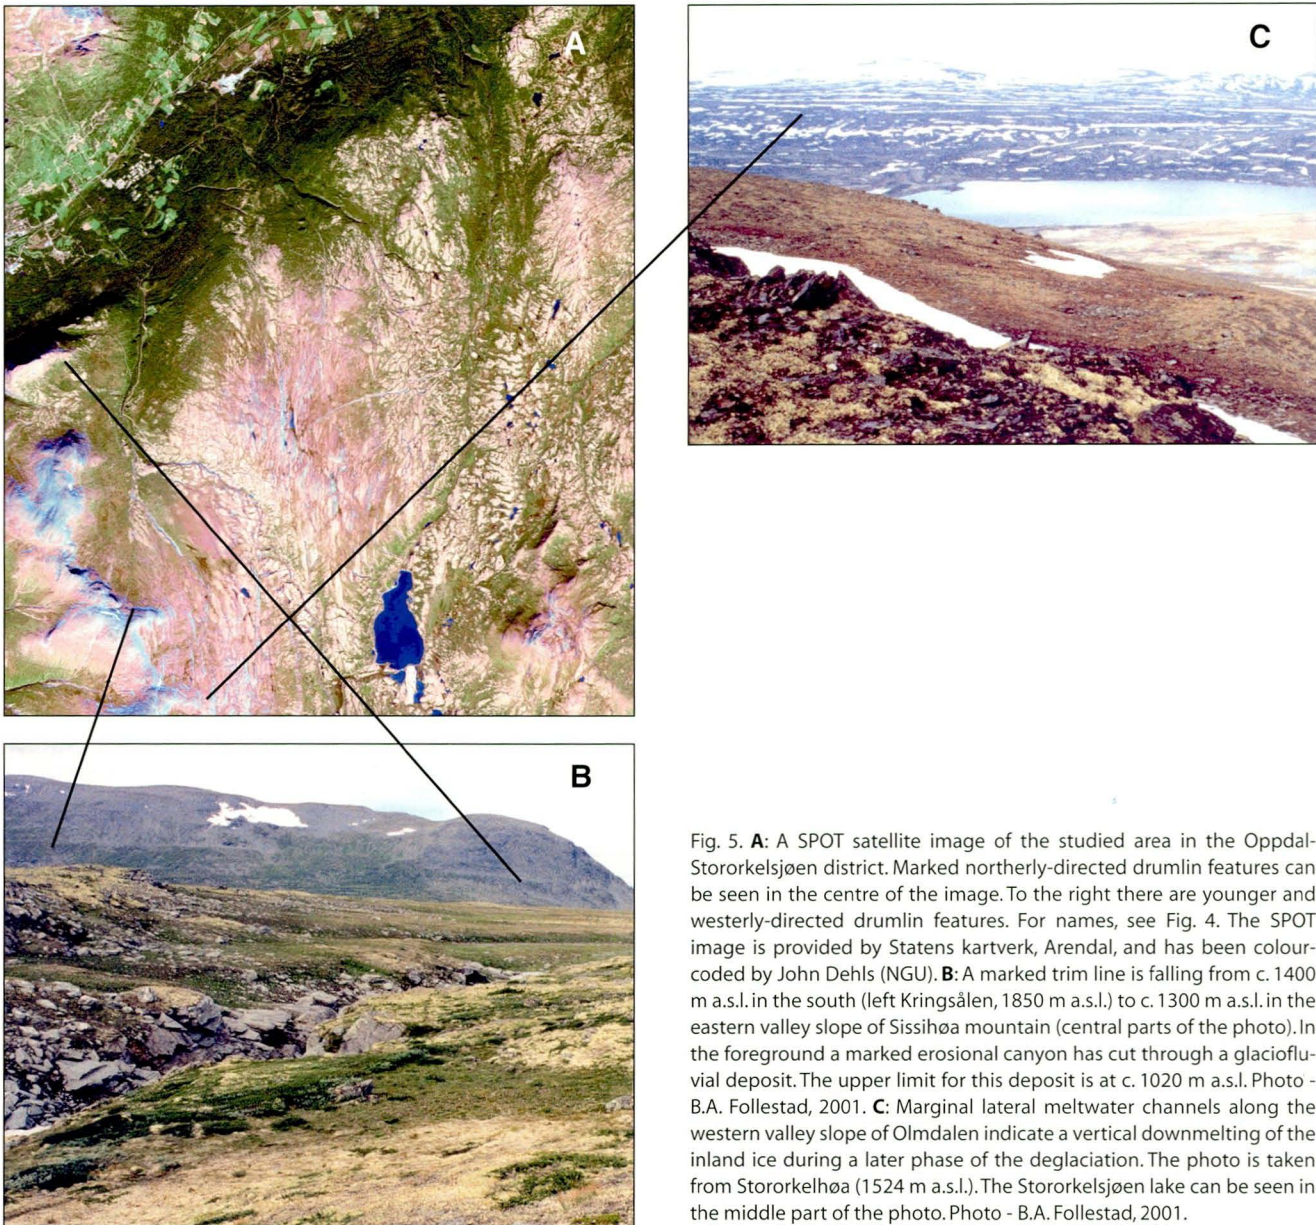 A
C
B
Fig. 5. A: A SPOT satellite image of the studied area in the Oppdal-
Stororkelsjøen district. Marked northerly-directed drumlin features can
be seen in the centre of the image. To the right there are younger and
westerly-directed drumlin features. For names, see Fig. 4. The SPOT
image is provided by Statens kartverk, Arendal, and has been colour-
coded by John Dehls (NGU). B: A marked trim line is falling from c. 1400
m a.s.l. in the south (left Kringsålen, 1850 m a.s.l.) to c. 1300 m a.s.l. in the
eastern valley slope of Sissihøa mountain (central parts of the photo). In
the foreground a marked erosional canyon has cut through a glacioflu-
vial deposit. The upper limit for this deposit is at c. 1020 m a.s.l. Photo -
B.A. Follestad, 2001. C: Marginal lateral meltwater channels along the
western valley slope of Olmdalen indicate a vertical downmelting of the
inland ice during a later phase of the deglaciation. The photo is taken
from Stororkelhøa (1524 m a.s.l.). The Stororkelsjøen lake can be seen in
the middle part of the photo. Photo - B.A. Follestad, 2001.